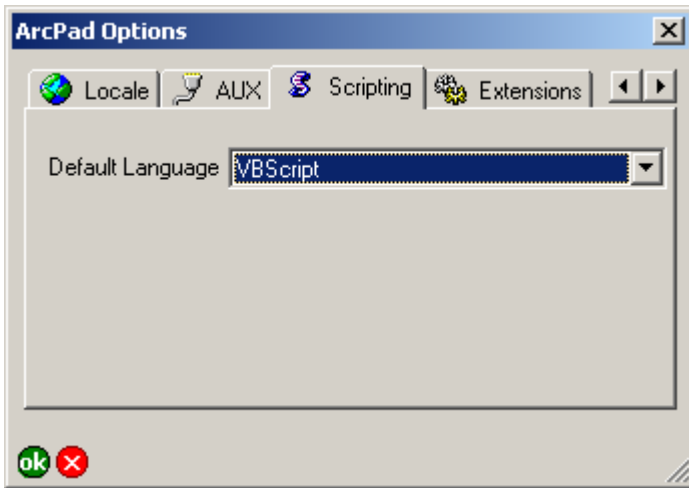 ArcPad Options
Locale AUX Scripting Extensions
Default Language VBScript
ok